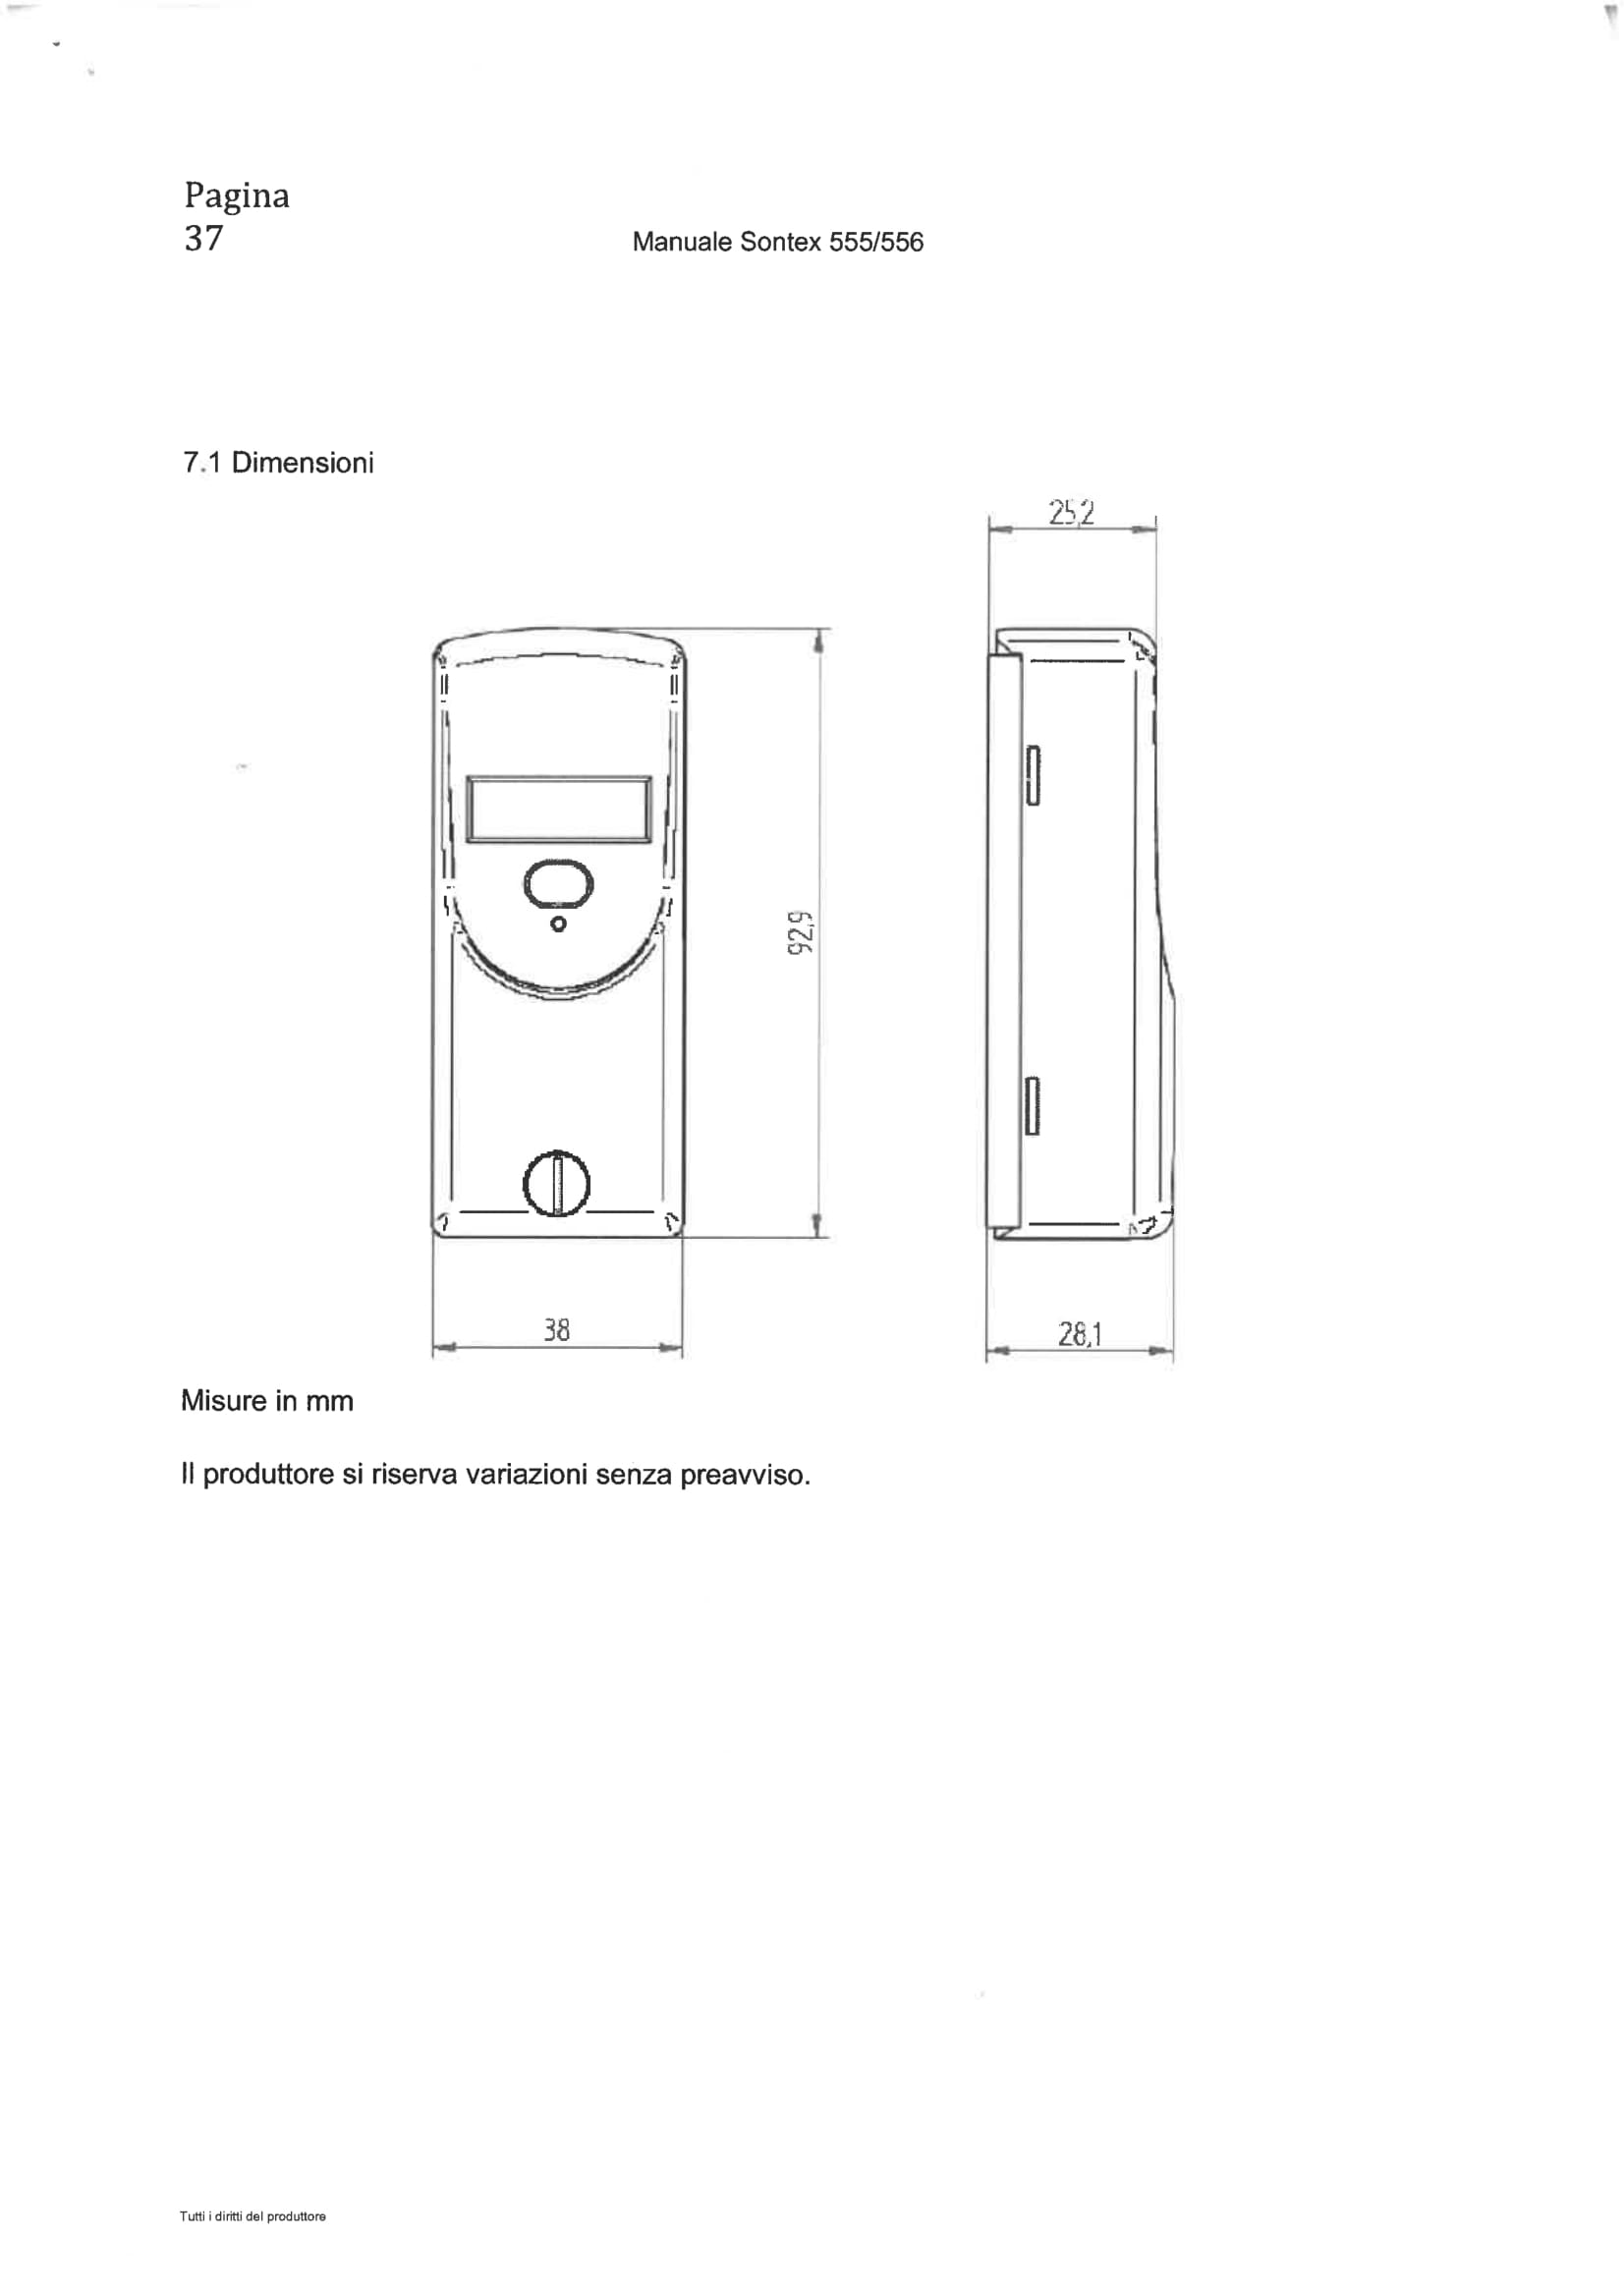 Pagina
37
Manuale Sontex 555/556
7.1 Dimensioni
25,2
92,9
38
28,1
Misure in mm
Il produttore si riserva variazioni senza preavviso.
Tutti i diritti del produttore